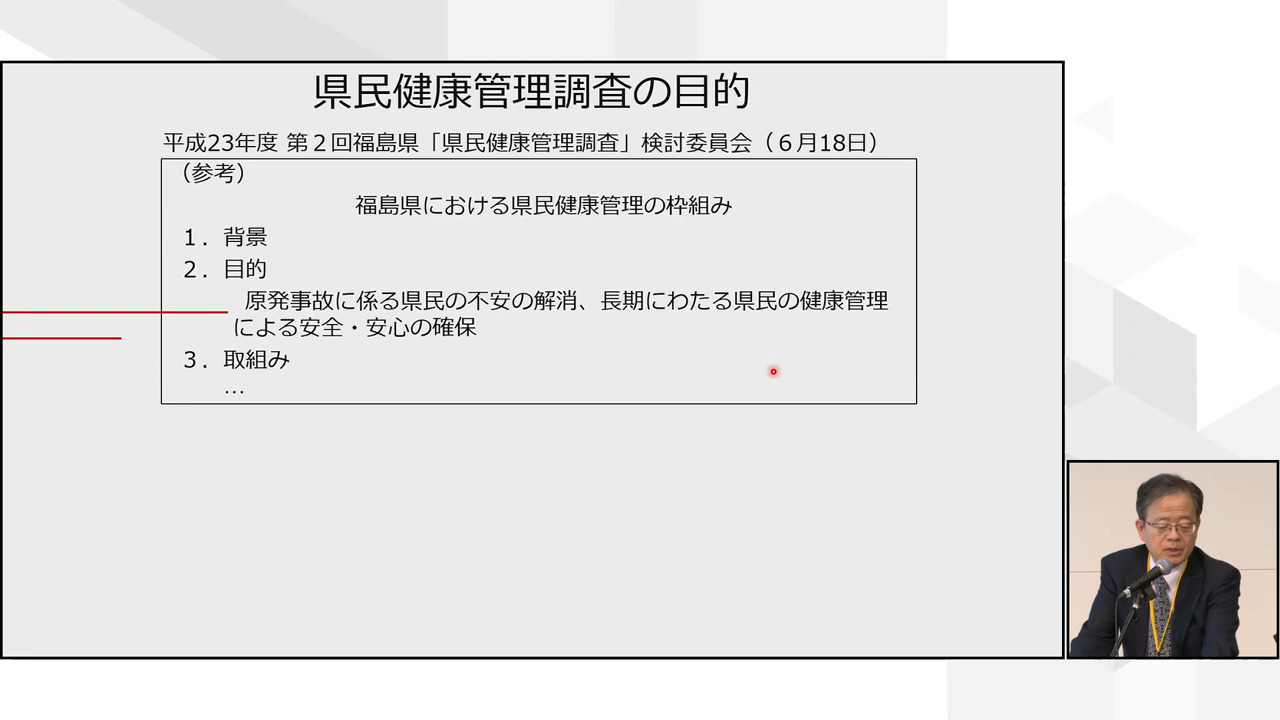 県民健康管理調査の目的
平成23年度 第２回福島県「県民健康管理調査」検討委員会（６月18日）
（参考）
福島県における県民健康管理の枠組み
１．背景
２．目的
原発事故に係る県民の不安の解消、長期にわたる県民の健康管理
による安全・安心の確保
３．取組み
…